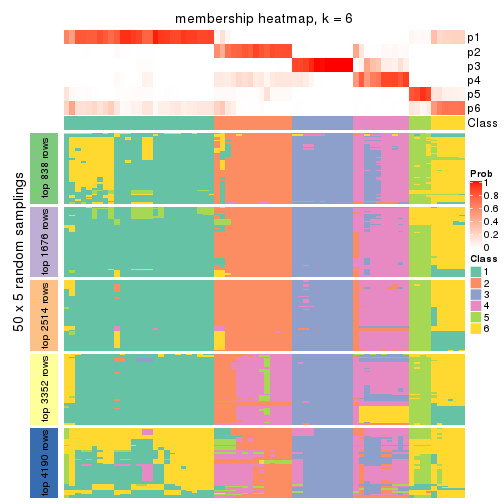 membership heatmap, k = 6
p1
p2
p3
p4
p5
p6
Class
50 x 5 random samplings
top 838 rows
top 1676 rows
top 2514 rows
top 3352 rows
top 4190 rows
Prob
1
0.8
0.6
0.4
0.2
0
Class
1
2
3
4
5
6